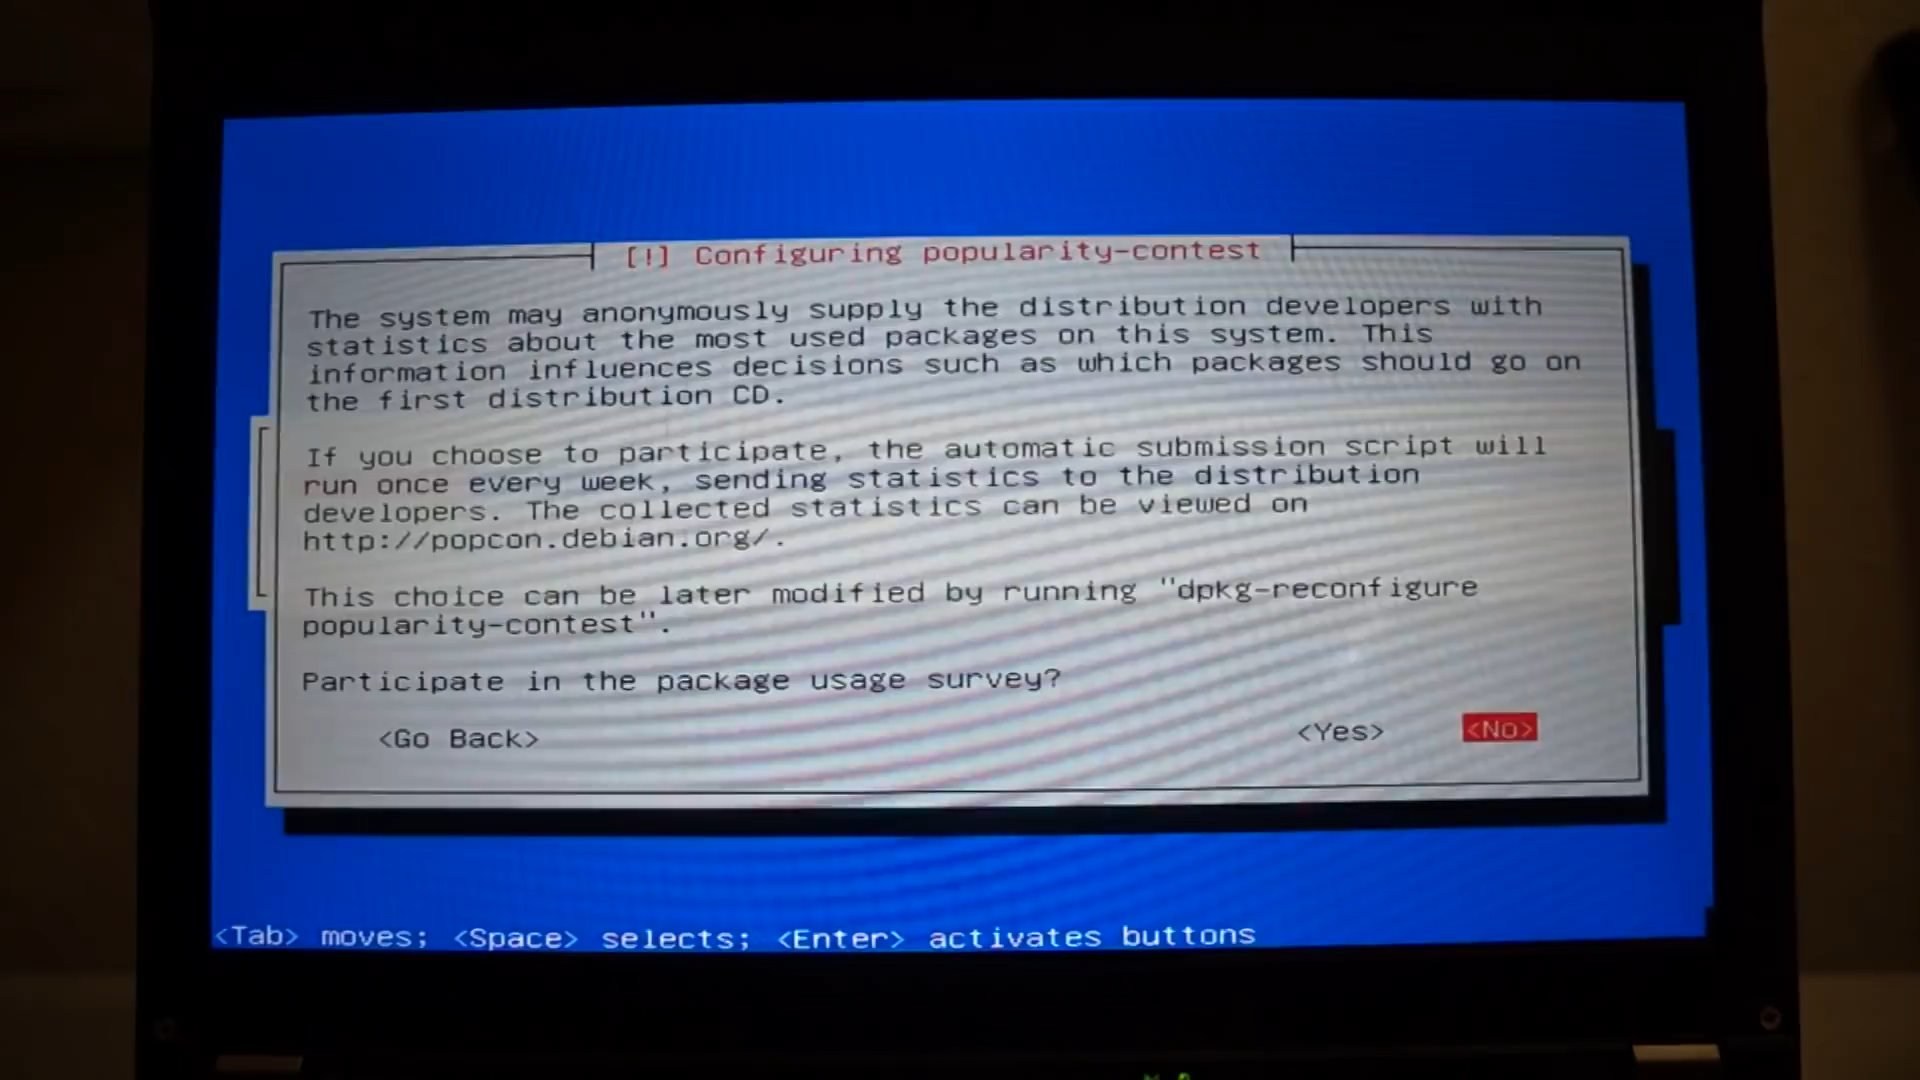 [!] Configuring popularity-contest
The system may anonymously supply the distribution developers with
statistics about the most used packages on this system. This
information influences decisions such as which packages should go on
the first distribution CD.
If you choose to participate, the automatic submission script will
run once every week, sending statistics to the distribution
developers. The collected statistics can be viewed on
http://popcon.debian.org/.
This choice can be later modified by running "dpkg-reconfigure
popularity-contest".
Participate in the package usage survey?
<Go Back> <Yes> <No>
<Tab> moves; <Space> selects; <Enter> activates buttons